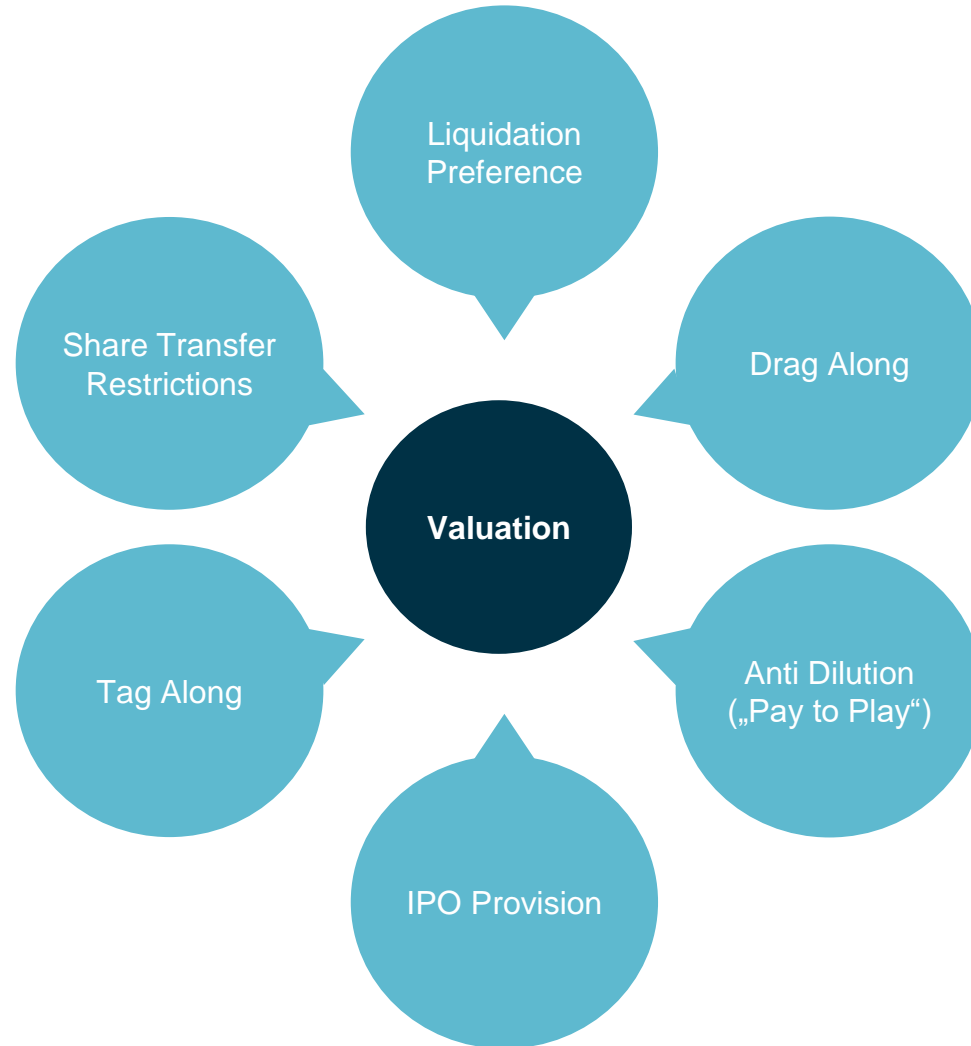 Liquidation
Preference
Share Transfer
Restrictions
Drag Along
Valuation
Tag Along
Anti Dilution
(„Pay to Play“)
IPO Provision